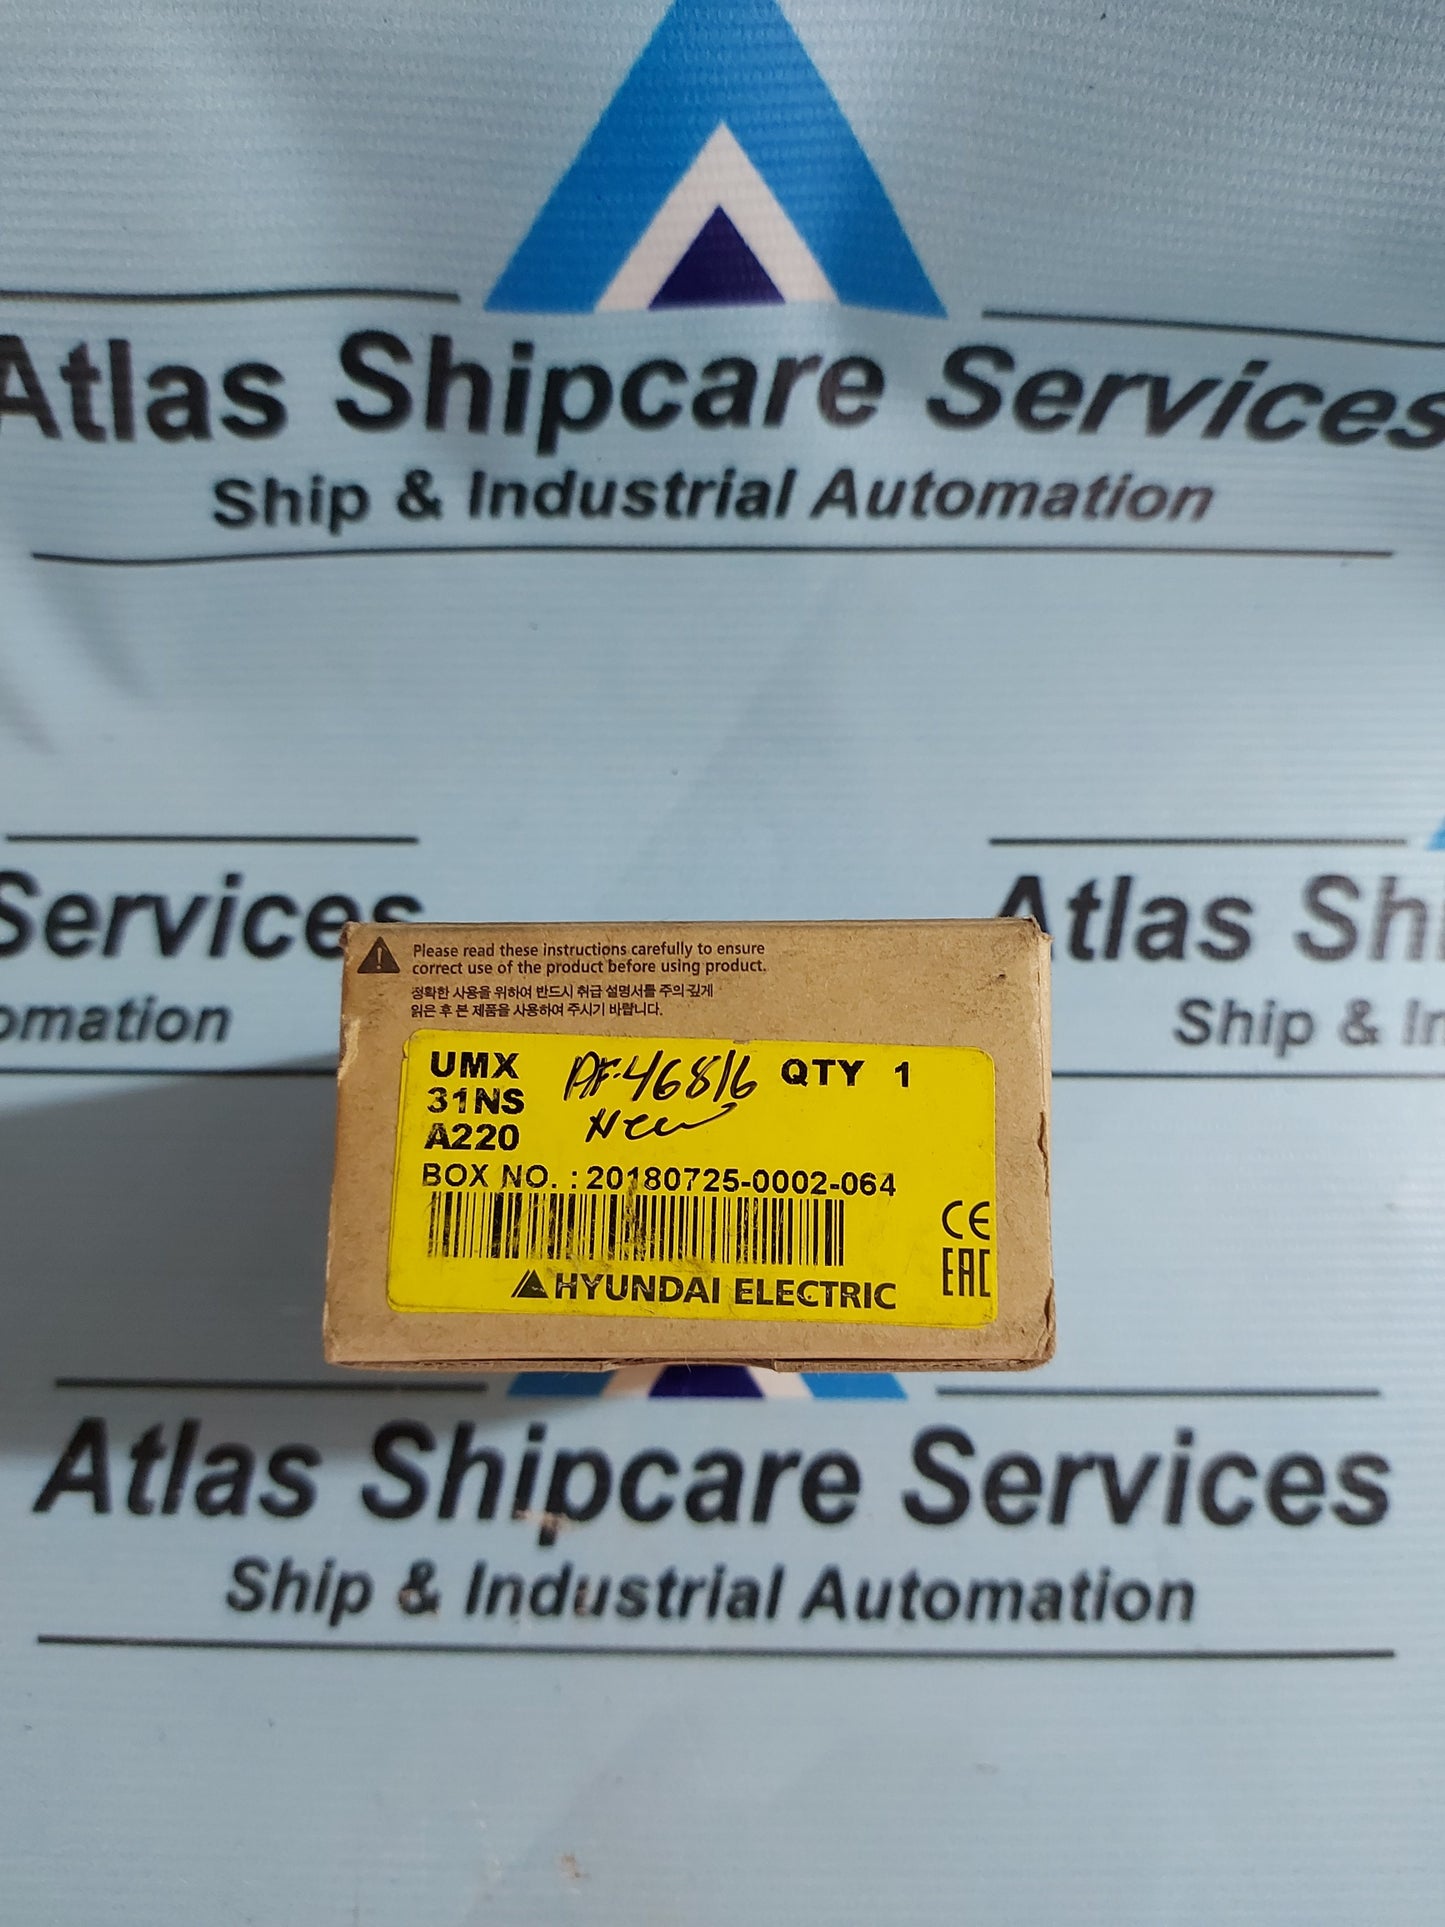 Atlas Shipcare Services
Ship & Industrial Automation
Services
omation
Atlas Sh
Ship & In
Please read these instructions carefully to ensure
correct use of the product before using product.
정확한 사용을 위하여 반드시 취급 설명서를 주의 깊게
읽은 후 본 제품을 사용하여 주시기 바랍니다.
UMX
31NS
A220
AF-46816
New
QTY 1
BOX NO. : 20180725-0002-064
CE
EAC
HYUNDAI ELECTRIC
Atlas Shipcare Services
Ship & Industrial Automation